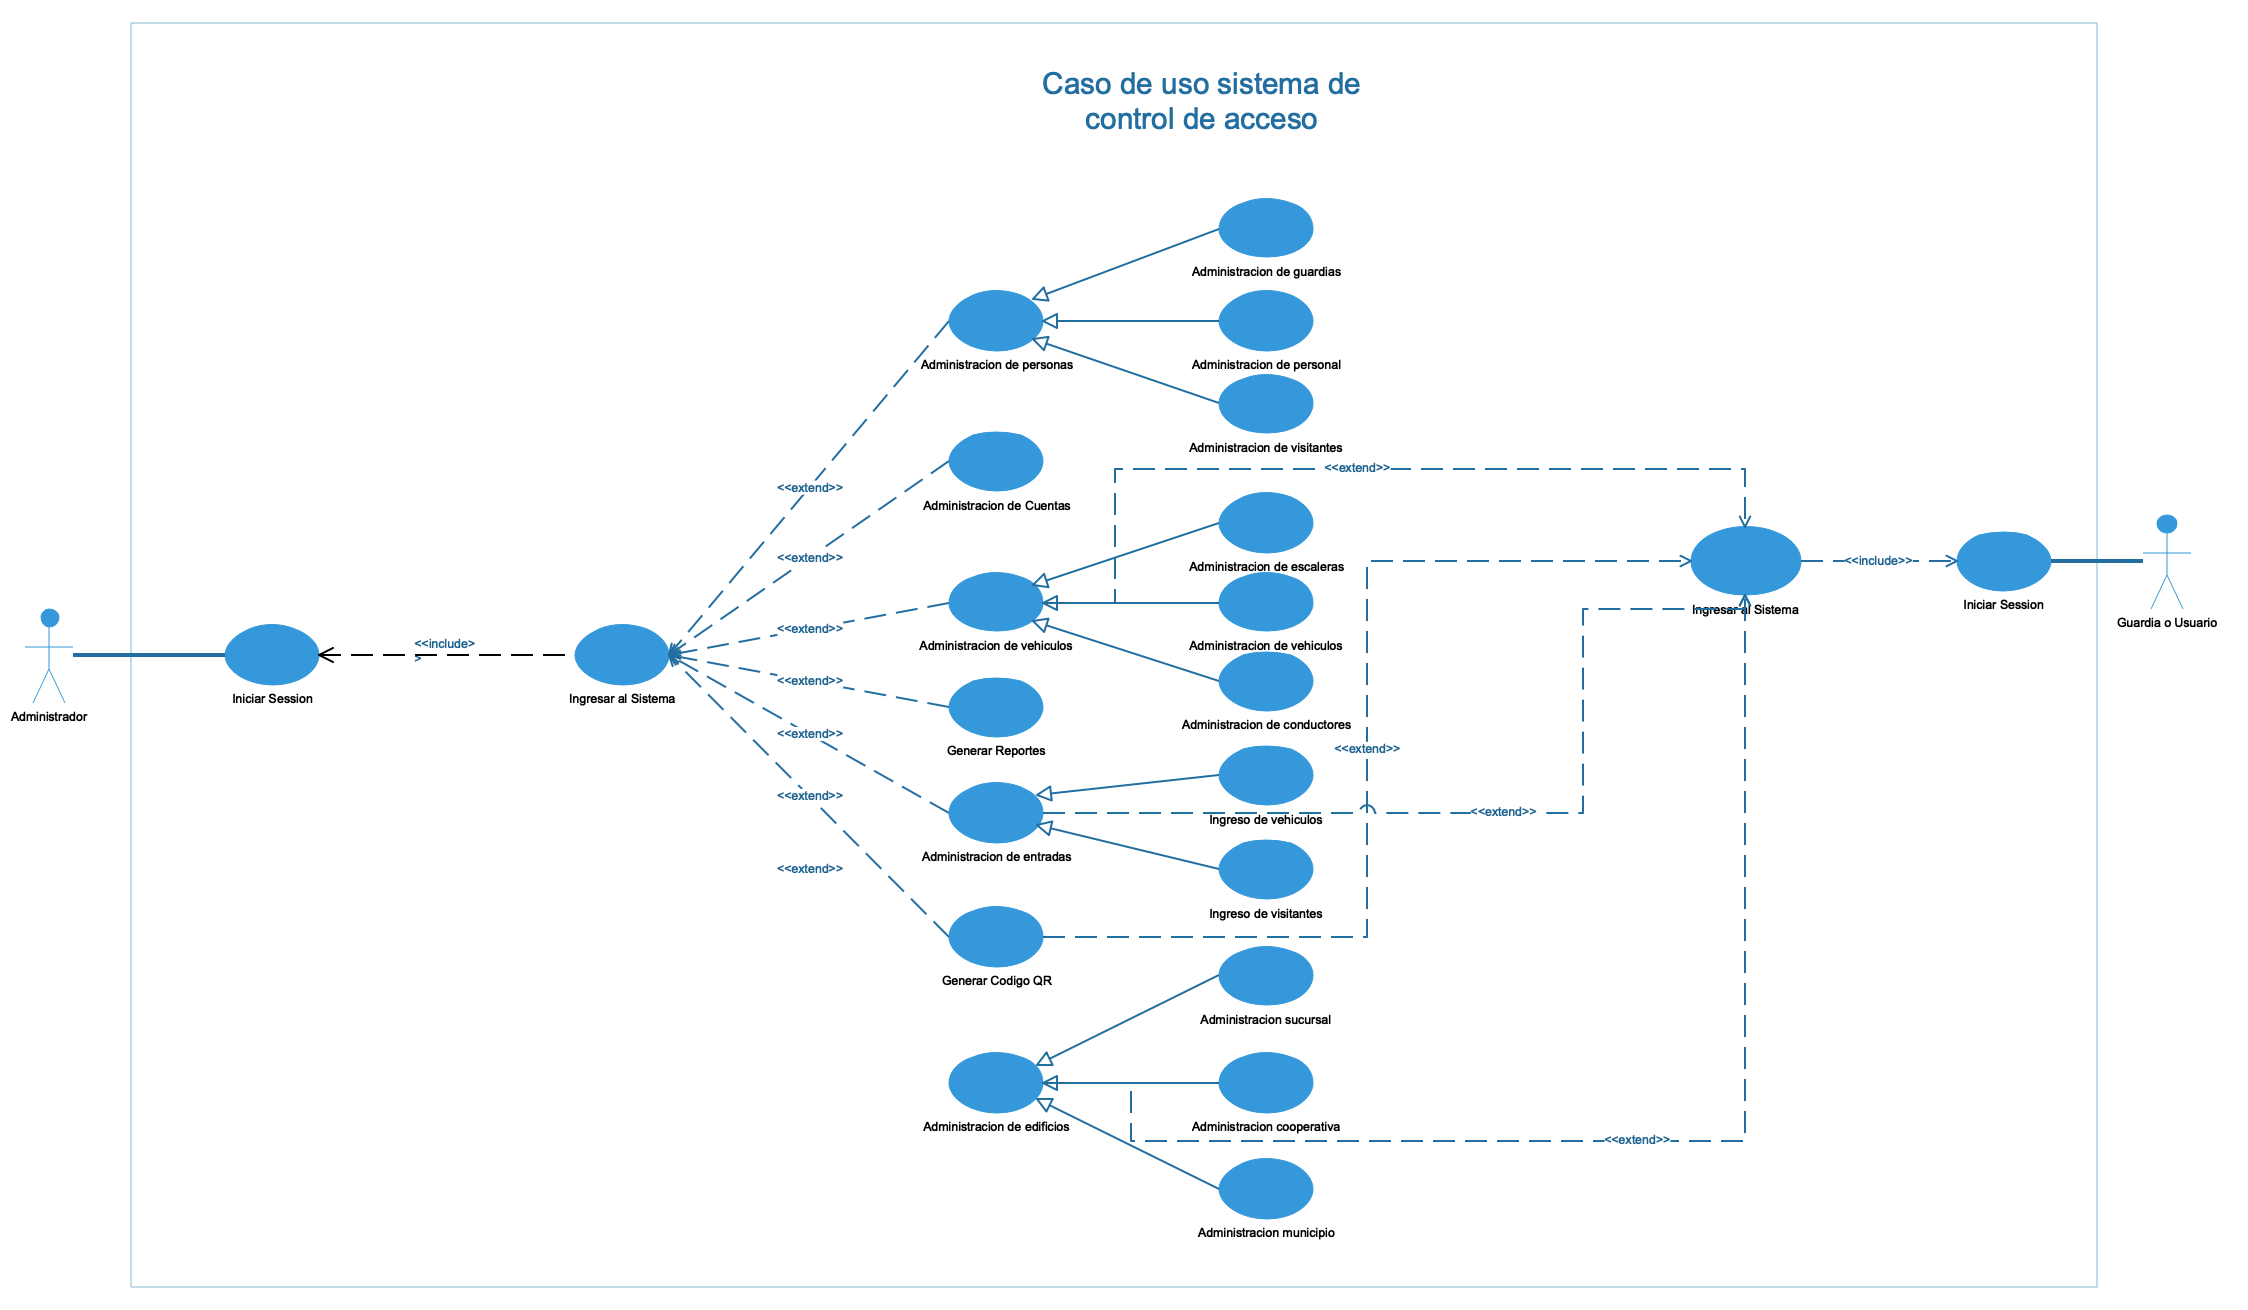 Caso de uso sistema de
control de acceso
Administracion de guardias
Administracion de personas
Administracion de personal
Administracion de visitantes
<<extend>>
<<extend>>
Administracion de Cuentas
<<extend>>
Administracion de escaleras
<<include>>
Ingresar al Sistema
Iniciar Session
Guardia o Usuario
<<extend>>
<<include>
>
Administracion de vehiculos
Administracion de vehiculos
<<extend>>
Iniciar Session
Ingresar al Sistema
Administrador
Administracion de conductores
<<extend>>
Generar Reportes
<<extend>>
<<extend>>
Ingreso de vehiculos
<<extend>>
Administracion de entradas
<<extend>>
Ingreso de visitantes
Generar Codigo QR
Administracion sucursal
Administracion de edificios
Administracion cooperativa
<<extend>>
Administracion municipio